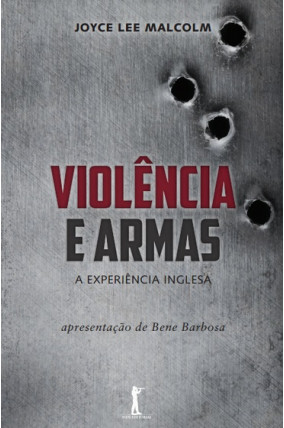 JOYCE LEE MALCOLM
VIOLÊNCIA
E ARMAS
A EXPERIÊNCIA INGLESA
apresentação de Bene Barbosa